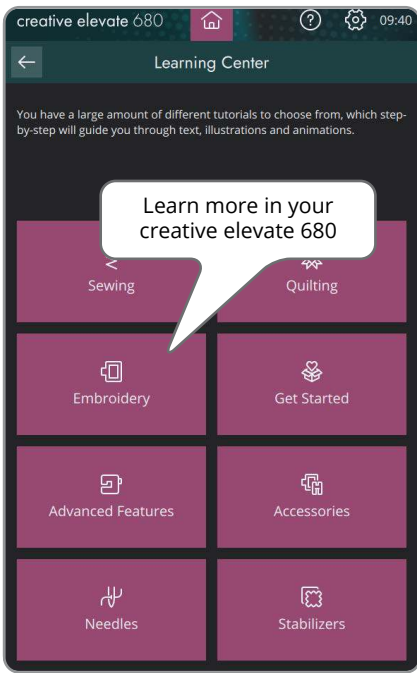 creative elevate 680
09:40
Learning Center
You have a large amount of different tutorials to choose from, which step-
by-step will guide you through text, illustrations and animations.
Learn more in your
creative elevate 680
Sewing
Quilting
Embroidery
Get Started
Advanced Features
Accessories
Needles
Stabilizers